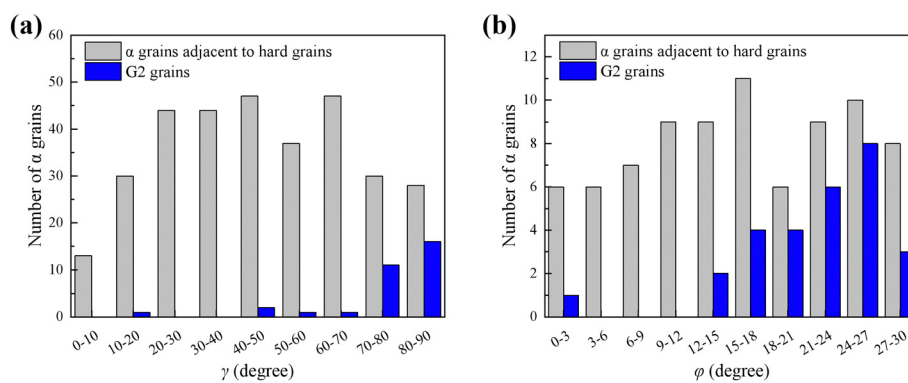 (a)
60
50
40
30
20
10
0
Number of α grains
α grains adjacent to hard grains
G2 grains
0-10 10-20 20-30 30-40 40-50 50-60 60-70 70-80 80-90
γ (degree)
(b)
12
10
8
6
4
2
0
Number of α grains
α grains adjacent to hard grains
G2 grains
0-3 3-6 6-9 9-12 12-15 15-18 18-21 21-24 24-27 27-30
φ (degree)